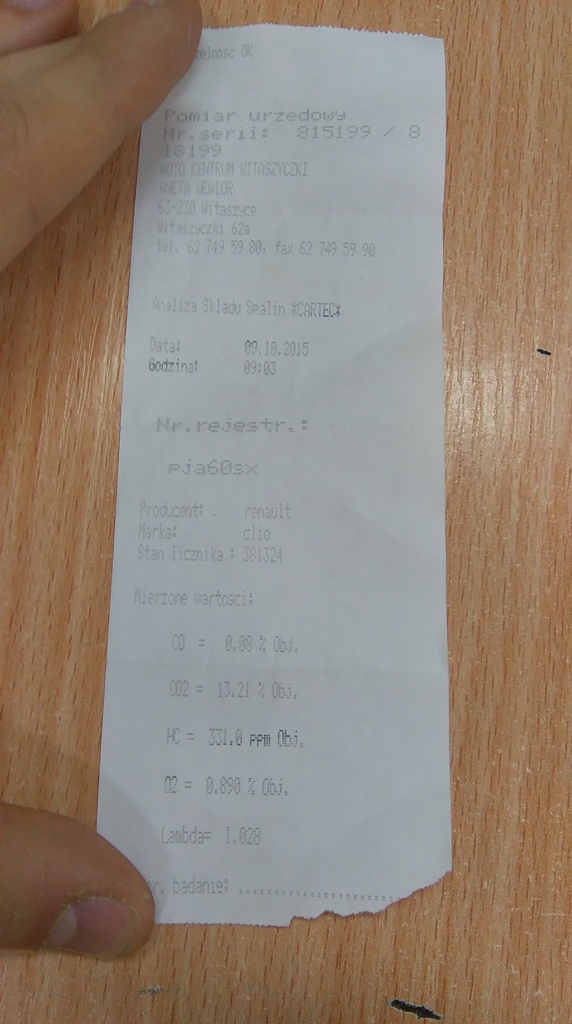 zelnosc OK
Pomiar urzedowy
Nr.serii: 815199 / 8
18199
AUTO CENTRUM WITASZYCZKI
ANETA WEWIOR
63-230 Witaszyce
Witaszyczki 62a
tel. 62 749 59 80, fax 62 749 59 90
Analiza Skladu Spalin *CARTEC*
Data: 09.10.2015
Godzina: 09:03
Nr.rejestr.:
pja60sx
Producent: renault
Marka: clio
Stan licznika : 381324
Mierzone wartosci:
CO = 0.08 % Obj.
CO2 = 13.21 % Obj.
HC = 331.0 ppm Obj.
O2 = 0.890 % Obj.
Lambda= 1.028
r. badanie: ........................